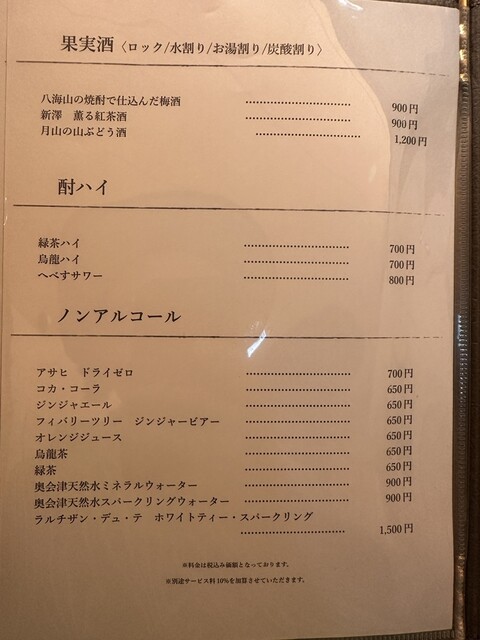 果実酒〈ロック/水割り/お湯割り/炭酸割り〉
八海山の焼酎で仕込んだ梅酒 ………………………… 900円
新澤　薫る紅茶酒 ………………………… 900円
月山の山ぶどう酒 ………………………… 1,200円
酎ハイ
緑茶ハイ ………………………… 700円
烏龍ハイ ………………………… 700円
へべすサワー ………………………… 800円
ノンアルコール
アサヒ　ドライゼロ ………………………… 700円
コカ・コーラ ………………………… 650円
ジンジャエール ………………………… 650円
フィバリーツリー　ジンジャービアー ………………………… 650円
オレンジジュース ………………………… 650円
烏龍茶 ………………………… 650円
緑茶 ………………………… 650円
奥会津天然水ミネラルウォーター ………………………… 900円
奥会津天然水スパークリングウォーター ………………………… 900円
ラルチザン・デュ・テ　ホワイトティー・スパークリング
………………………… 1,500円
※料金は税込み価額となっております。
※別途サービス料10%を加算させていただきます。